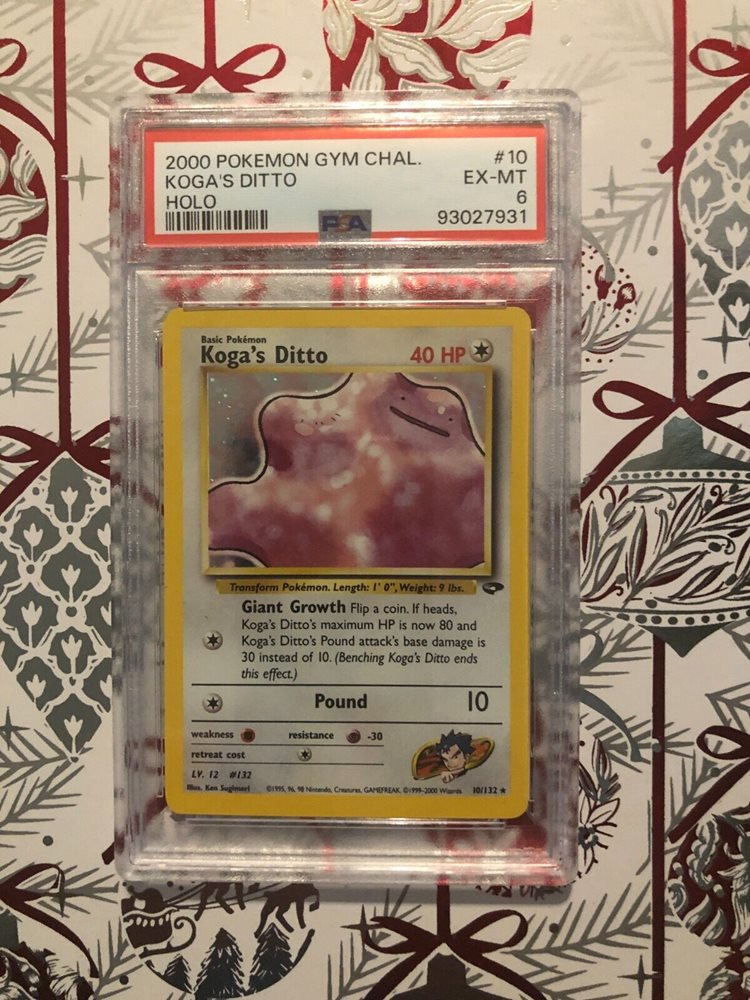 2000 POKEMON GYM CHAL. #10
KOGA'S DITTO EX-MT
HOLO 6
PSA 93027931
Basic Pokémon
Koga's Ditto 40 HP
Transform Pokémon. Length: 1' 0", Weight: 9 lbs.
Giant Growth Flip a coin. If heads,
Koga's Ditto's maximum HP is now 80 and
Koga's Ditto's Pound attack's base damage is
30 instead of 10. (Benching Koga's Ditto ends
this effect.)
Pound 10
weakness resistance -30
retreat cost
LV. 12 #132
Illus. Ken Sugimori ©1995, 96, 98 Nintendo, Creatures, GAMEFREAK. ©1999-2000 Wizards 10/132 ★